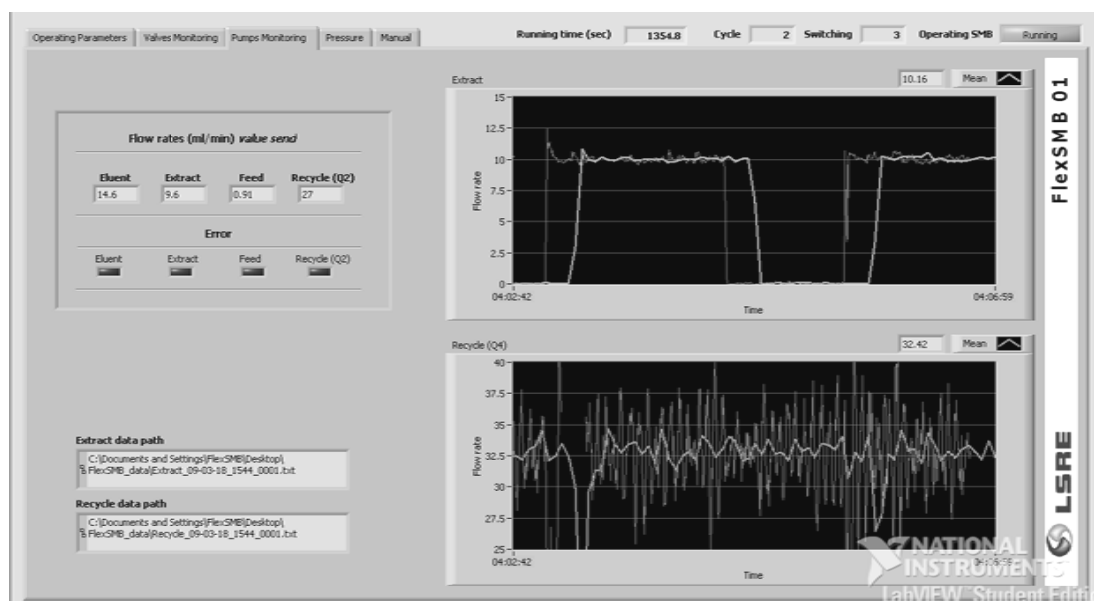 Operating Parameters Valves Monitoring Pumps Monitoring Pressure Manual
Running time (sec) 1354.8 Cycle 2 Switching 3 Operating SMB Running
Flow rates (ml/min) value send
Eluent Extract Feed Recycle (Q2)
14.6 9.6 0.91 27
Error
Eluent Extract Feed Recycle (Q2)
Extract data path
C:\Documents and Settings\FlexSMB\Desktop\
FlexSMB_data\Extract_09-03-18_1544_0001.txt
Recycle data path
C:\Documents and Settings\FlexSMB\Desktop\
FlexSMB_data\Recycle_09-03-18_1544_0001.txt
Extract 10.16 Mean
15
12.5
10
7.5
5
2.5
0
Flow rate
04:02:42 04:06:59
Time
Recycle (Q4) 32.42 Mean
40
37.5
35
32.5
30
27.5
25
Flow rate
04:02:42 04:06:59
Time
FlexSMB 01
LSRE
NATIONAL
INSTRUMENTS
LabVIEW Student Editi